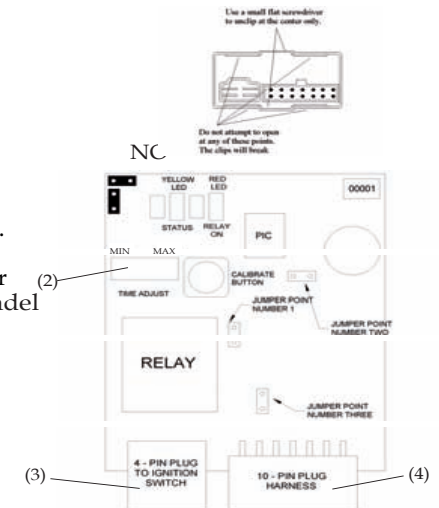 Use a small flat screwdriver
to unclip at the center only.
Do not attempt to open
at any of these points.
The clips will break.
NC
YELLOW
LED
RED
LED
00001
STATUS
RELAY
ON
PIC
.
MIN MAX
r
(2)
adel
TIME ADJUST
CALIBRATE
BUTTON
JUMPER POINT
NUMBER 1
JUMPER POINT
NUMBER TWO
RELAY
JUMPER POINT
NUMBER THREE
(3)
4 - PIN PLUG
TO IGNITION
SWITCH
10 - PIN PLUG
HARNESS
(4)